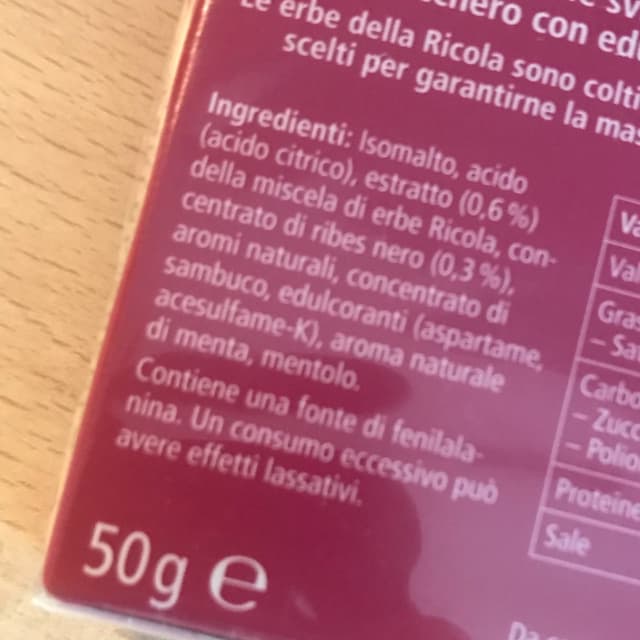 zero con
Le erbe della Ricola sono colti
scelti per garantirne la mas
Ingredienti: Isomalto, acido
(acido citrico), estratto (0,6%)
della miscela di erbe Ricola, con-
centrato di ribes nero (0,3%),
aromi naturali, concentrato di
sambuco, edulcoranti (aspartame,
acesulfame-K), aroma naturale
di menta, mentolo.
Contiene una fonte di fenilala-
nina. Un consumo eccessivo può
avere effetti lassativi.
50g e
Va
Val
Gras
– Sa
Carbo
– Zucc
– Polio
Proteine
Sale